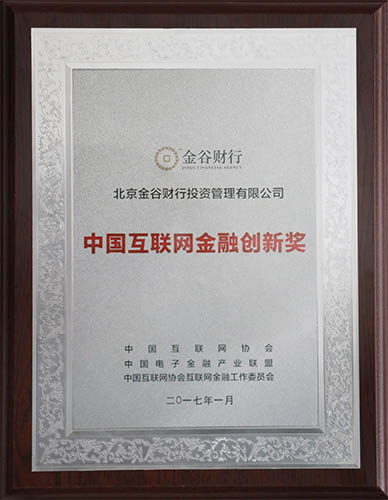 金谷财行
JINGU FINANCIAL AGENCY
北京金谷财行投资管理有限公司
中国互联网金融创新奖
中国互联网协会
中国电子金融产业联盟
中国互联网协会互联网金融工作委员会
二〇一七年一月